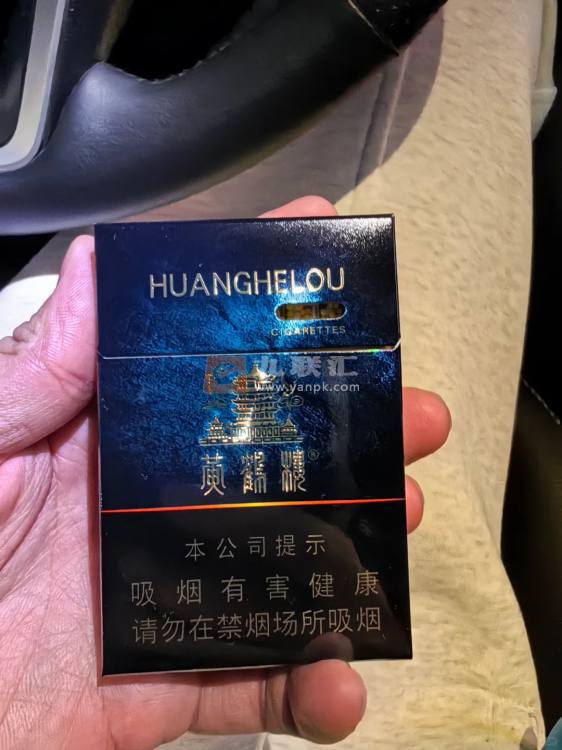 HUANGHELOU
CIGARETTES
九联汇
www.yanpk.com
黄鹤楼®
本公司提示
吸烟有害健康
请勿在禁烟场所吸烟